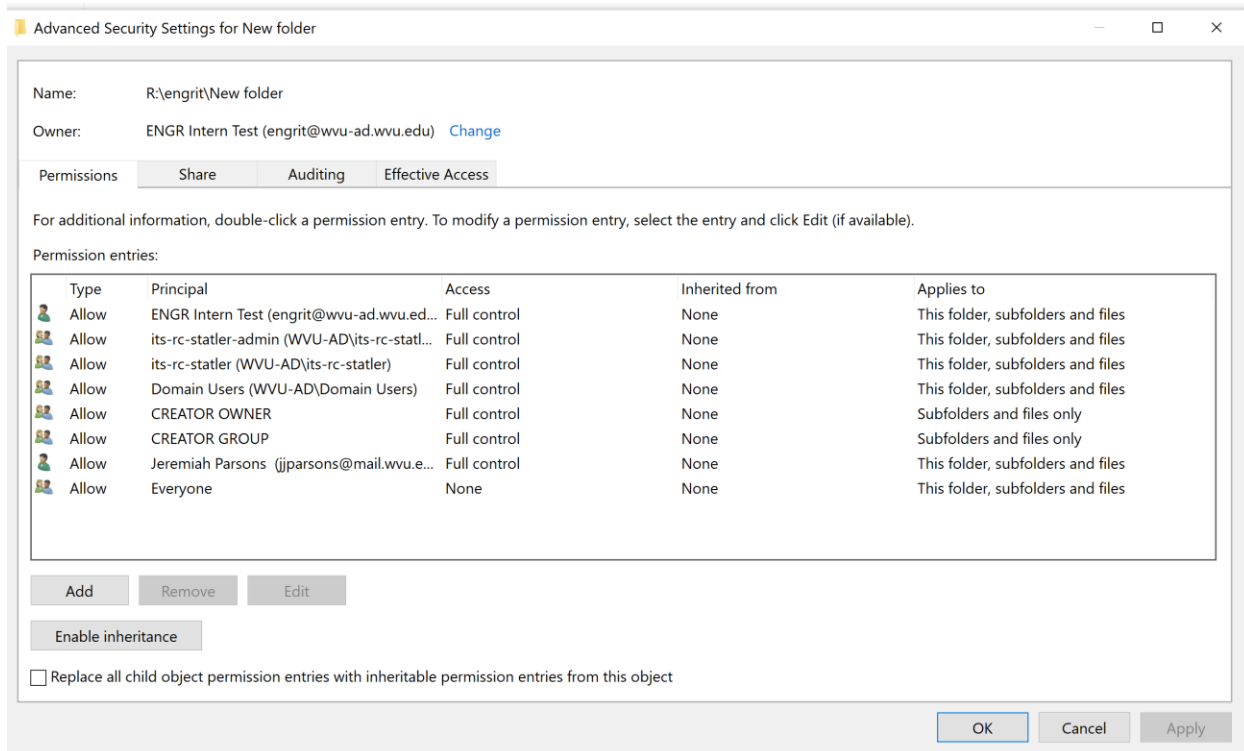 Advanced Security Settings for New folder
Name: R:\engrit\New folder
Owner: ENGR Intern Test (engrit@wvu-ad.wvu.edu) Change
Permissions Share Auditing Effective Access
For additional information, double-click a permission entry. To modify a permission entry, select the entry and click Edit (if available).
Permission entries:
Type Principal Access Inherited from Applies to
Allow ENGR Intern Test (engrit@wvu-ad.wvu.ed... Full control None This folder, subfolders and files
Allow its-rc-statler-admin (WVU-AD\its-rc-statl... Full control None This folder, subfolders and files
Allow its-rc-statler (WVU-AD\its-rc-statler) Full control None This folder, subfolders and files
Allow Domain Users (WVU-AD\Domain Users) Full control None This folder, subfolders and files
Allow CREATOR OWNER Full control None Subfolders and files only
Allow CREATOR GROUP Full control None Subfolders and files only
Allow Jeremiah Parsons (jjparsons@mail.wvu.e... Full control None This folder, subfolders and files
Allow Everyone None None This folder, subfolders and files
Add Remove Edit
Enable inheritance
Replace all child object permission entries with inheritable permission entries from this object
OK Cancel Apply